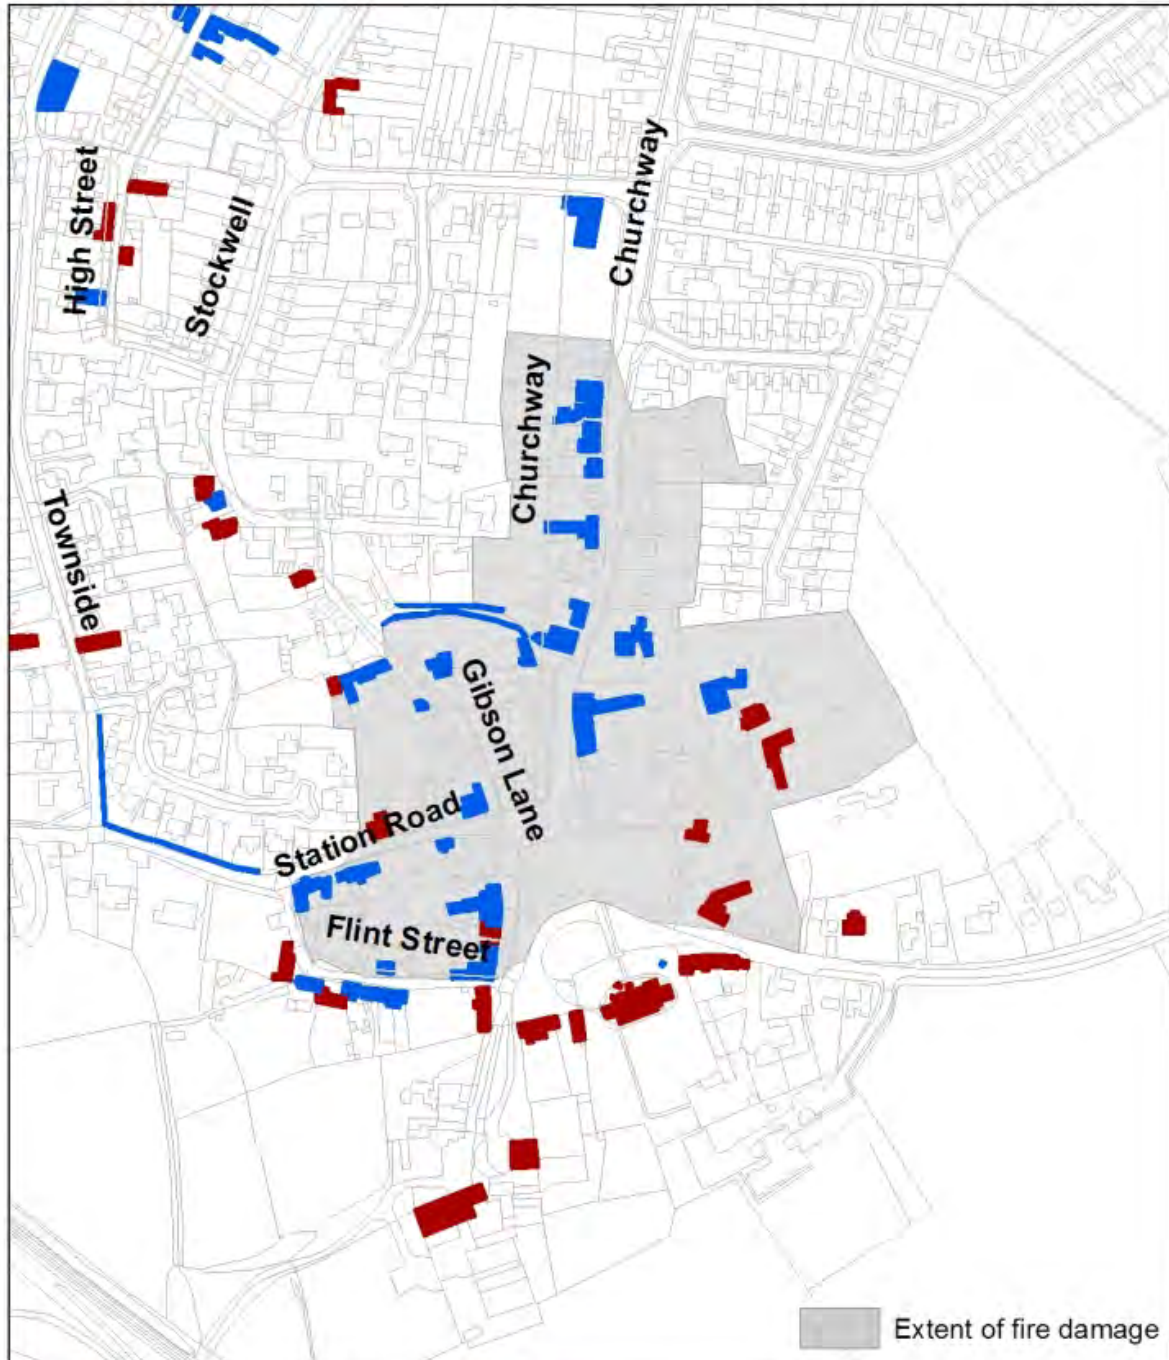 Churchway
High Street
Stockwell
Churchway
Townside
Gibson Lane
Station Road
Flint Street
Extent of fire damage